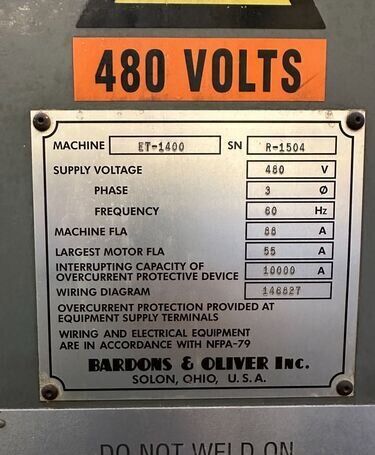 480 VOLTS
MACHINE ET-1400 SN R-1504
SUPPLY VOLTAGE 480 V
PHASE 3 Ø
FREQUENCY 60 Hz
MACHINE FLA 88 A
LARGEST MOTOR FLA 55 A
INTERRUPTING CAPACITY OF
OVERCURRENT PROTECTIVE DEVICE 10000 A
WIRING DIAGRAM 146827
OVERCURRENT PROTECTION PROVIDED AT
EQUIPMENT SUPPLY TERMINALS
WIRING AND ELECTRICAL EQUIPMENT
ARE IN ACCORDANCE WITH NFPA-79
BARDONS & OLIVER Inc.
SOLON, OHIO, U.S.A.
DO NOT WELD ON